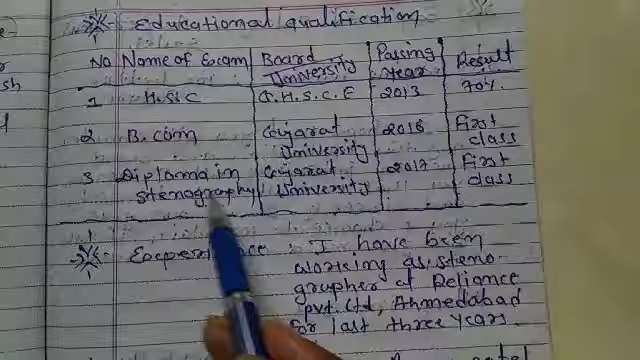 Educational qualification
No Name of Exam Board University Passing Year Result
1 H.S.C G.H.S.C.E 2013 70%.
2 B.com Gujarat University 2016 First class
3 Diploma in stenography Gujarat University 2017 First class
Experience : I have been
working as steno-
grapher at Reliance
pvt. Ltd, Ahmedabad
for last three years.